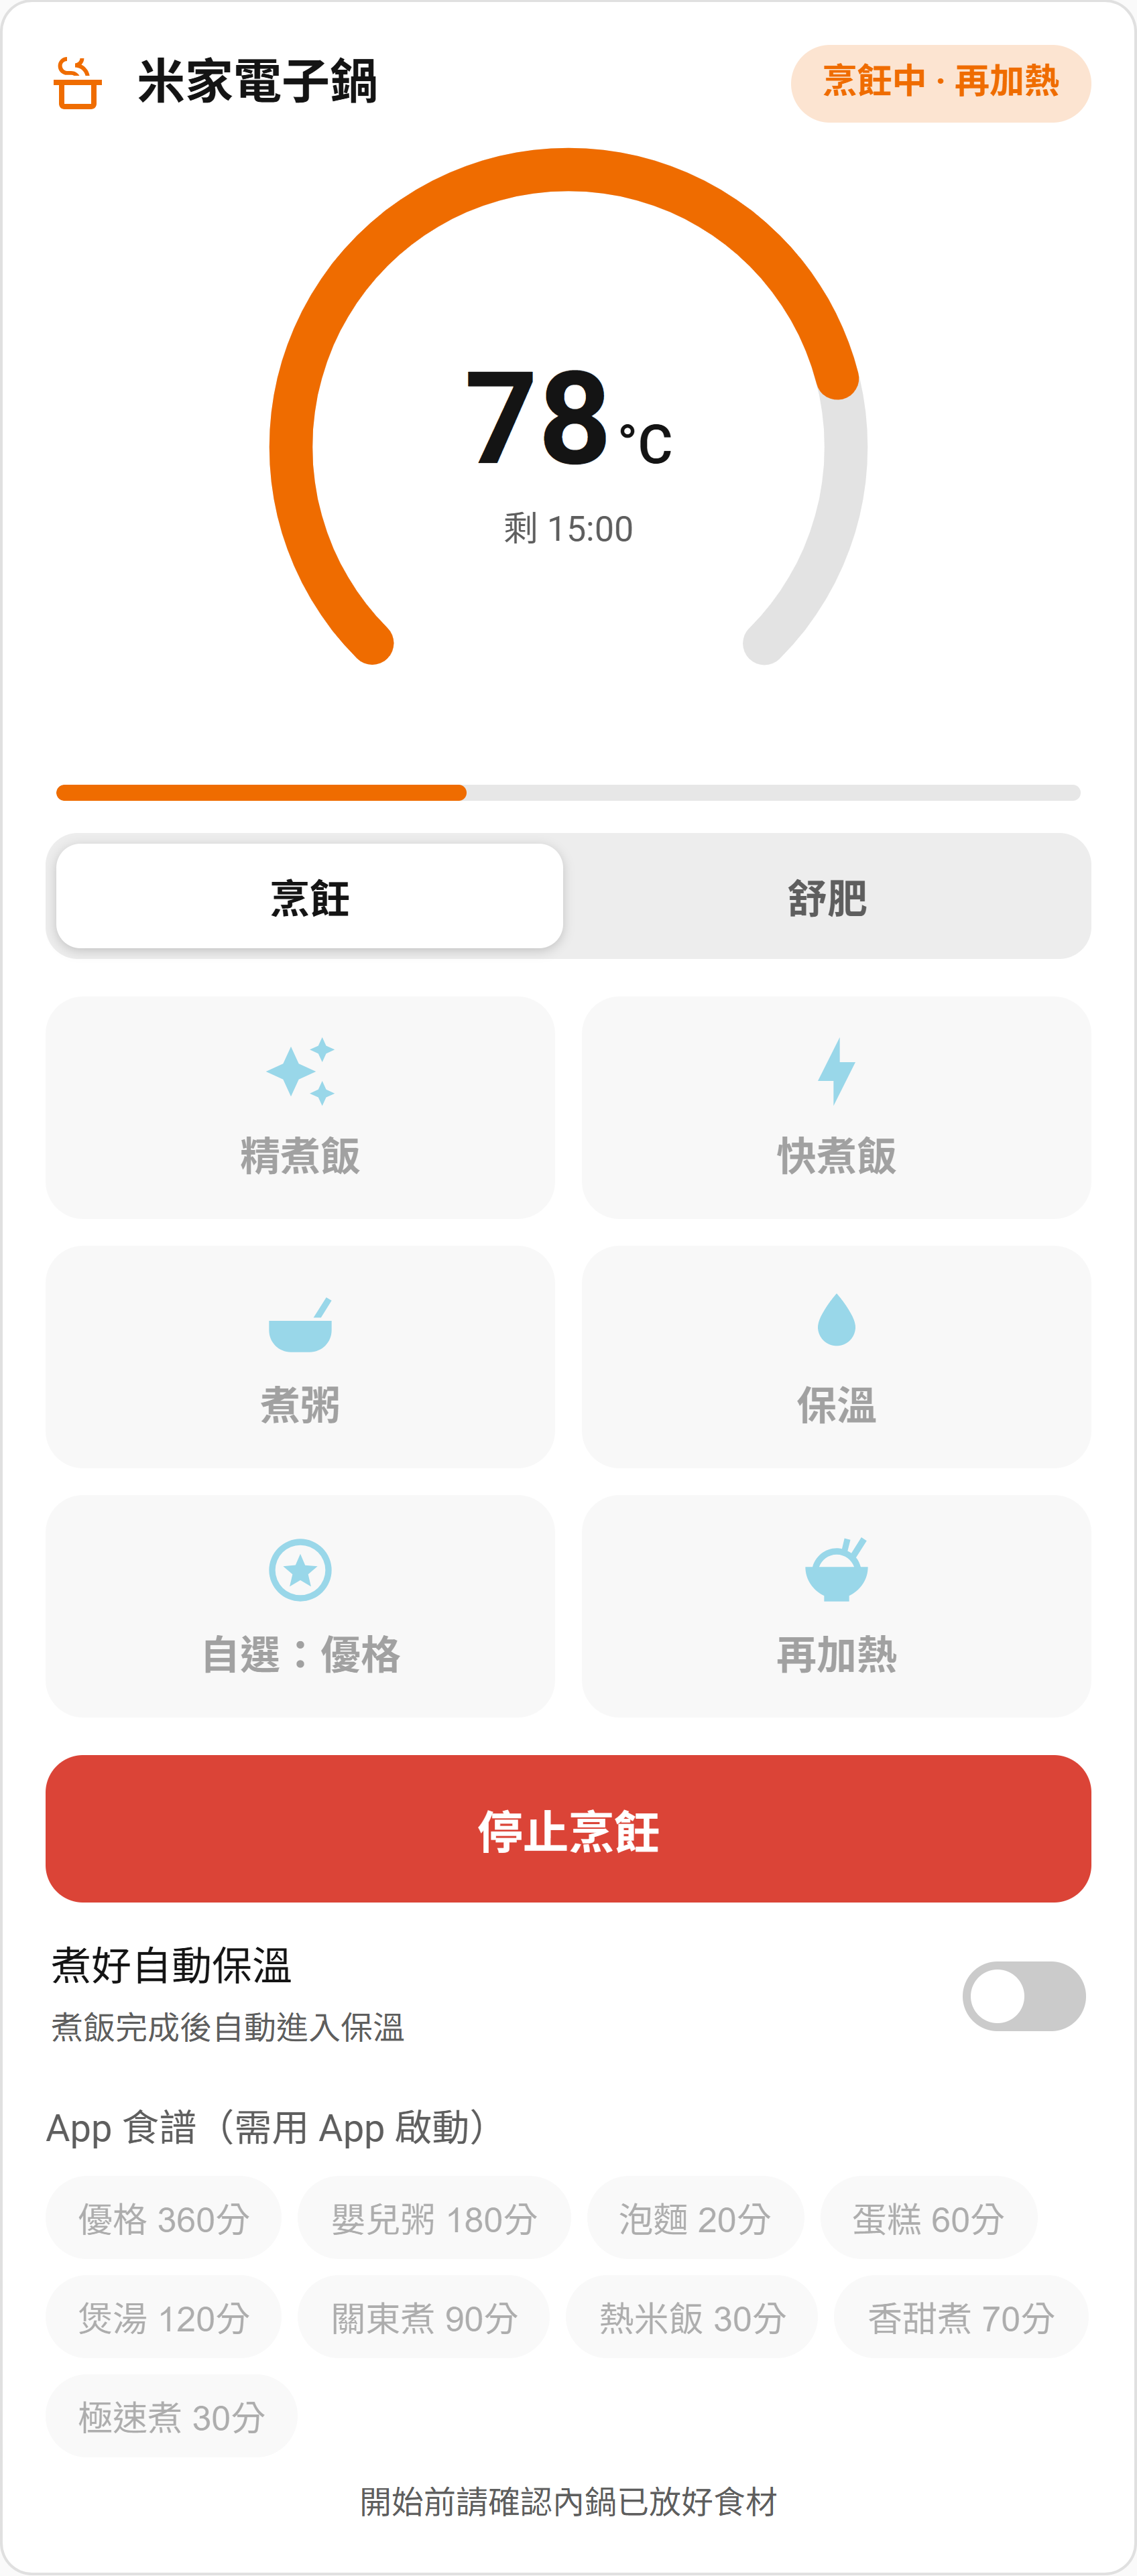 米家電子鍋
烹飪中 · 再加熱
78 °C
剩 15:00
烹飪
舒肥
精煮飯
快煮飯
煮粥
保溫
自選：優格
再加熱
停止烹飪
煮好自動保溫
煮飯完成後自動進入保溫
App 食譜（需用 App 啟動）
優格 360分
嬰兒粥 180分
泡麵 20分
蛋糕 60分
煲湯 120分
關東煮 90分
熱米飯 30分
香甜煮 70分
極速煮 30分
開始前請確認內鍋已放好食材